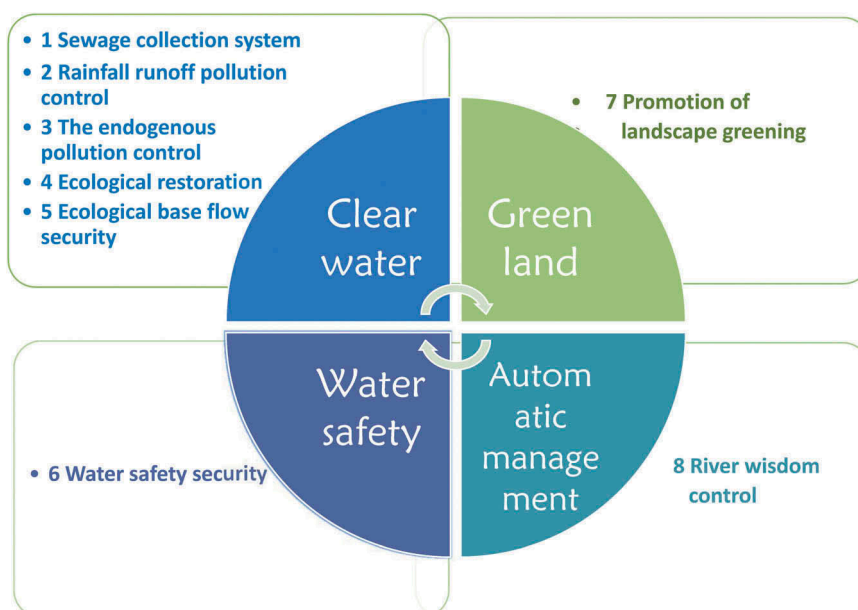 • 1 Sewage collection system
• 2 Rainfall runoff pollution
control
• 3 The endogenous
pollution control
• 4 Ecological restoration
• 5 Ecological base flow
security
• 7 Promotion of
landscape greening
Clear
water
Green
land
Water
safety
Autom
atic
manage
ment
• 6 Water safety security
8 River wisdom
control